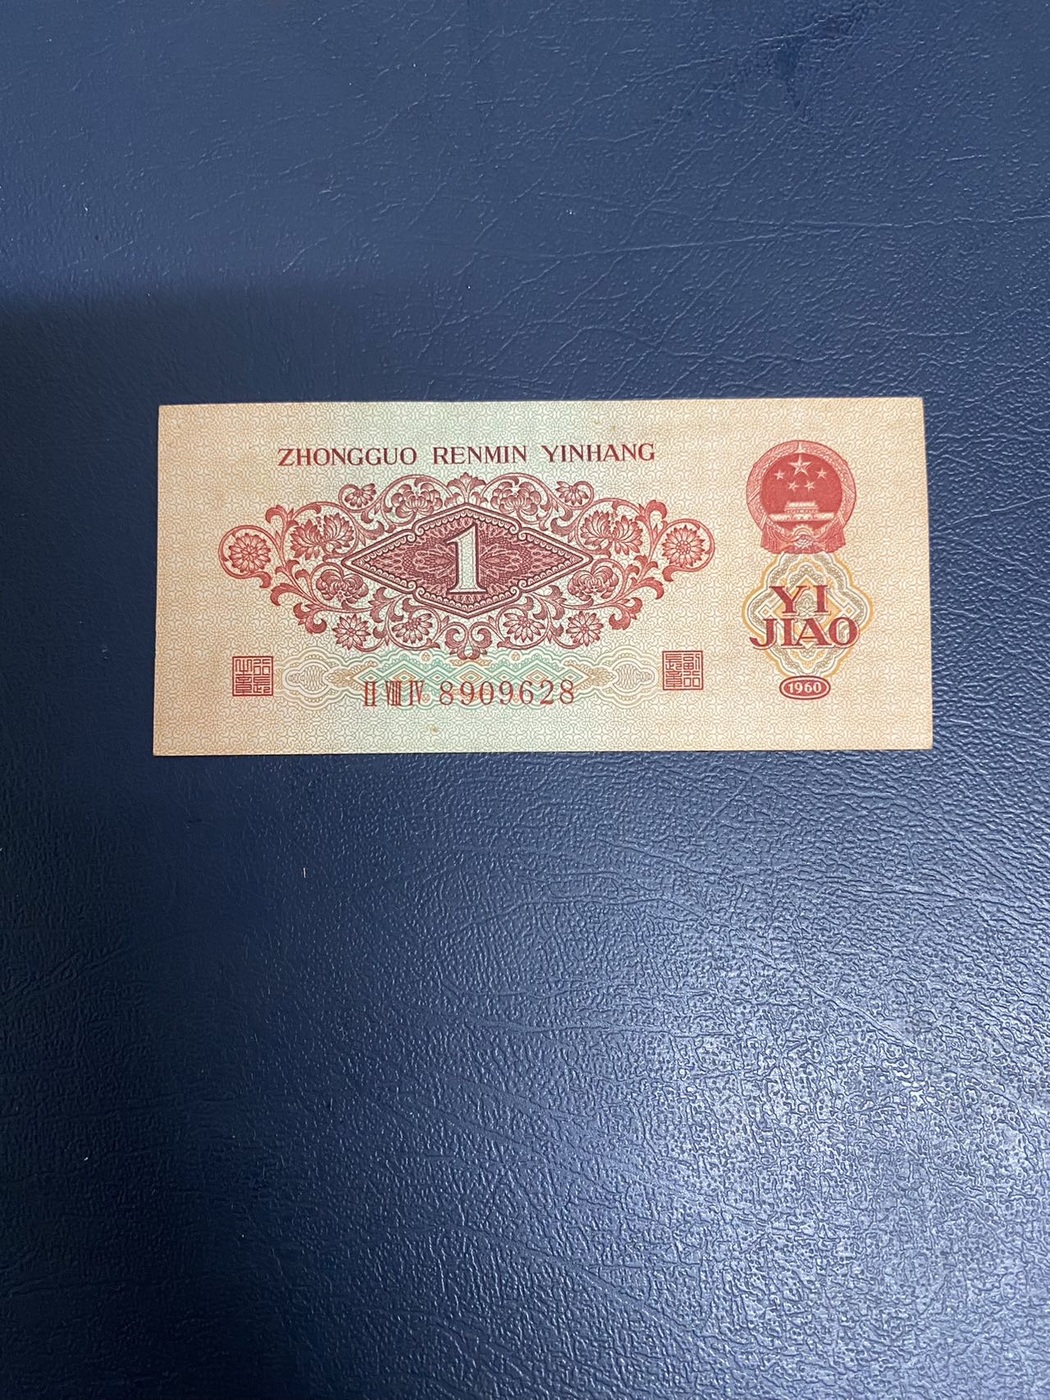 ZHONGGUO RENMIN YINHANG
1
YI
JIAO
II VIII IV 8909628
1960